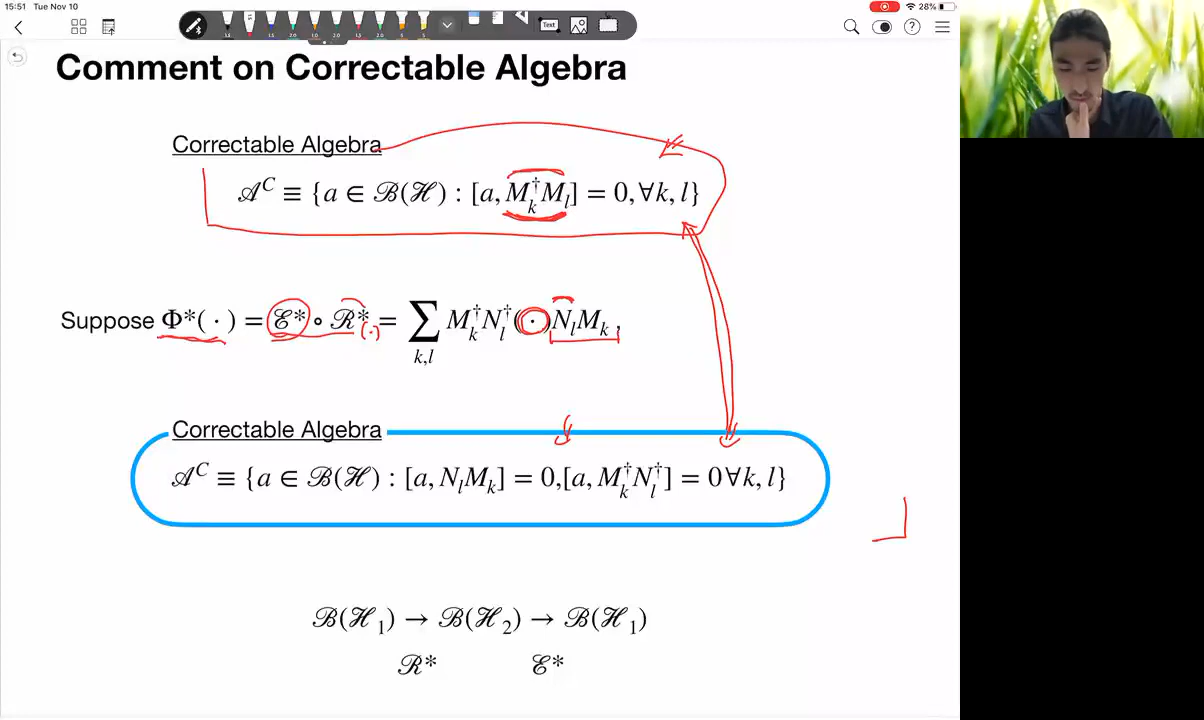 15:51 Tue Nov 10
28%
Text
Comment on Correctable Algebra
Correctable Algebra
𝒜^C ≡ {a ∈ ℬ(ℋ) : [a, M_k^† M_l] = 0, ∀k, l}
Suppose Φ*( · ) = ℰ* ∘ ℛ* (·) = ∑_{k,l} M_k^† N_l^† ( · ) N_l M_k ,
Correctable Algebra
𝒜^C ≡ {a ∈ ℬ(ℋ) : [a, N_l M_k] = 0,[a, M_k^† N_l^†] = 0∀k, l}
ℬ(ℋ_1) → ℬ(ℋ_2) → ℬ(ℋ_1)
ℛ* ℰ*